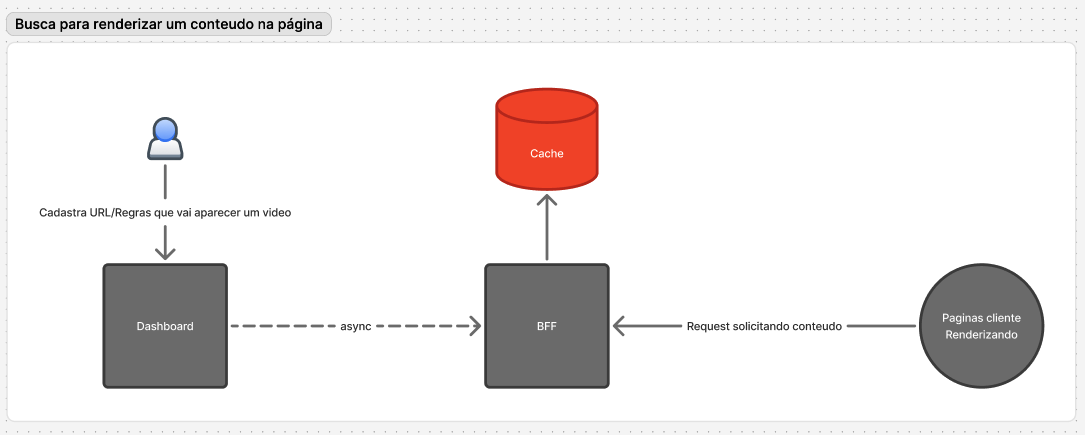 Busca para renderizar um conteudo na página
Cache
Cadastra URL/Regras que vai aparecer um video
Dashboard
async
BFF
Request solicitando conteudo
Paginas cliente
Renderizando